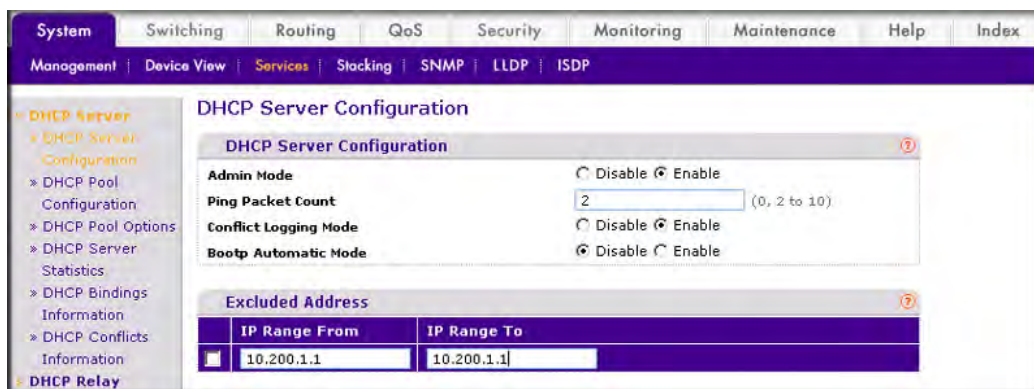 System Switching Routing QoS Security Monitoring Maintenance Help Index
Management Device View Services Stacking SNMP LLDP ISDP
» DHCP Server
» DHCP Server
Configuration
» DHCP Pool
Configuration
» DHCP Pool Options
» DHCP Server
Statistics
» DHCP Bindings
Information
» DHCP Conflicts
Information
» DHCP Relay
DHCP Server Configuration
DHCP Server Configuration ?
Admin Mode Disable Enable
Ping Packet Count 2 (0, 2 to 10)
Conflict Logging Mode Disable Enable
Bootp Automatic Mode Disable Enable
Excluded Address ?
IP Range From IP Range To
10.200.1.1 10.200.1.1